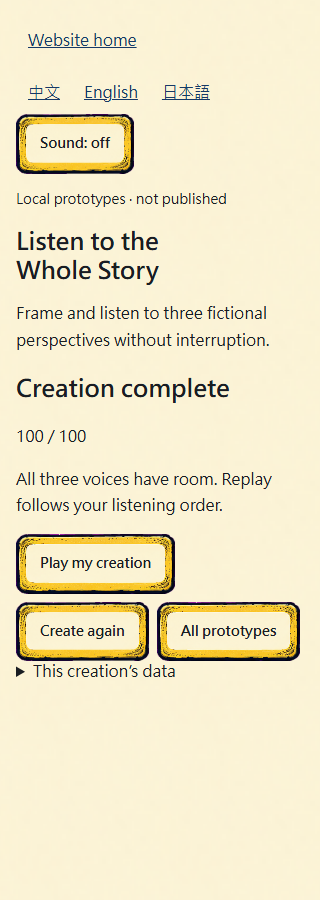 Website home
中文 English 日本語
Sound: off
Local prototypes · not published
Listen to the
Whole Story
Frame and listen to three fictional
perspectives without interruption.
Creation complete
100 / 100
All three voices have room. Replay
follows your listening order.
Play my creation
Create again All prototypes
This creation's data